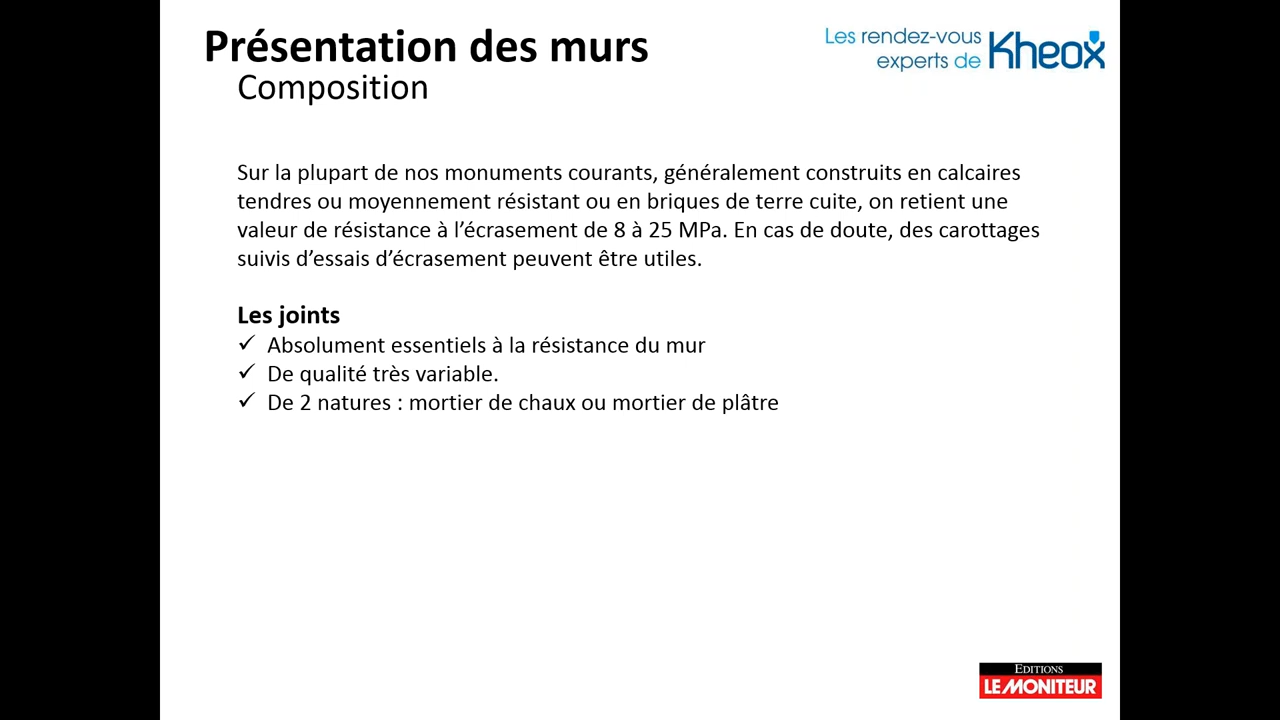 Présentation des murs
Composition
Les rendez-vous
experts de Kheox
Sur la plupart de nos monuments courants, généralement construits en calcaires
tendres ou moyennement résistant ou en briques de terre cuite, on retient une
valeur de résistance à l’écrasement de 8 à 25 MPa. En cas de doute, des carottages
suivis d’essais d’écrasement peuvent être utiles.
Les joints
✓ Absolument essentiels à la résistance du mur
✓ De qualité très variable.
✓ De 2 natures : mortier de chaux ou mortier de plâtre
EDITIONS
LE MONITEUR